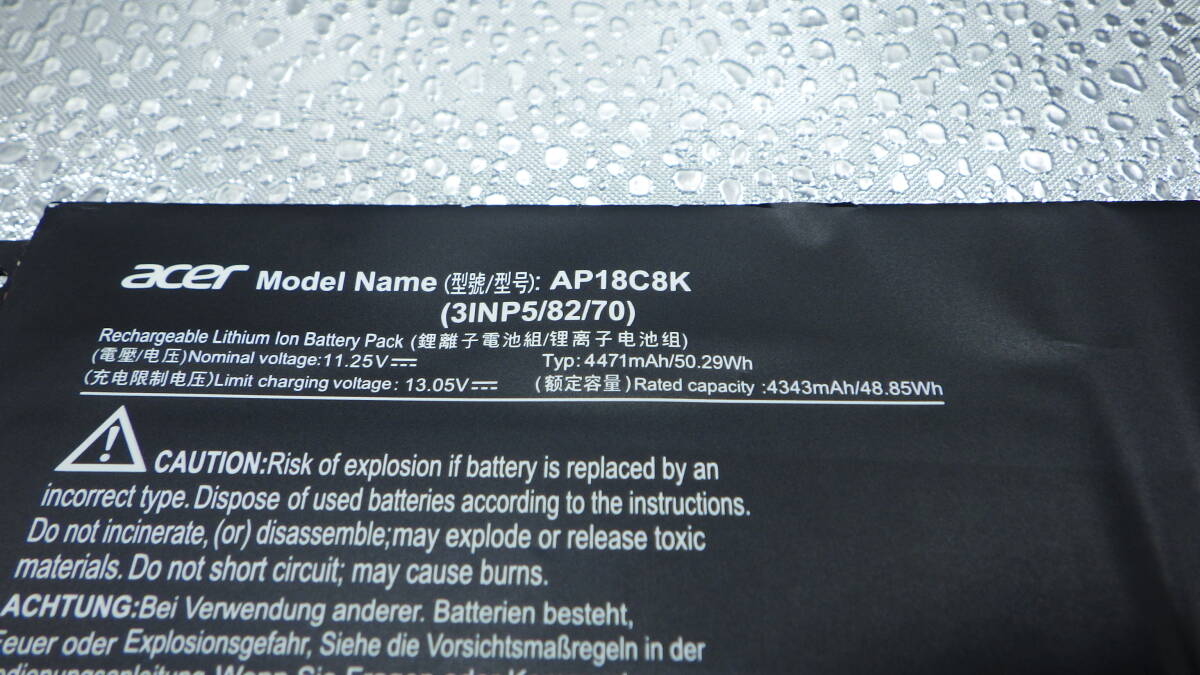 acer Model Name (型號/型号): AP18C8K
(3INP5/82/70)
Rechargeable Lithium Ion Battery Pack (鋰離子電池組/锂离子电池组)
(電壓/电压)Nominal voltage:11.25V⎓ Typ: 4471mAh/50.29Wh
(充电限制电压)Limit charging voltage: 13.05V⎓ (额定容量)Rated capacity :4343mAh/48.85Wh
CAUTION:Risk of explosion if battery is replaced by an
incorrect type. Dispose of used batteries according to the instructions.
Do not incinerate, (or) disassemble;may explode or release toxic
materials. Do not short circuit; may cause burns.
ACHTUNG:Bei Verwendung anderer. Batterien besteht,
Feuer oder Explosionsgefahr, Siehe die Vorsichtsmaßregeln in der